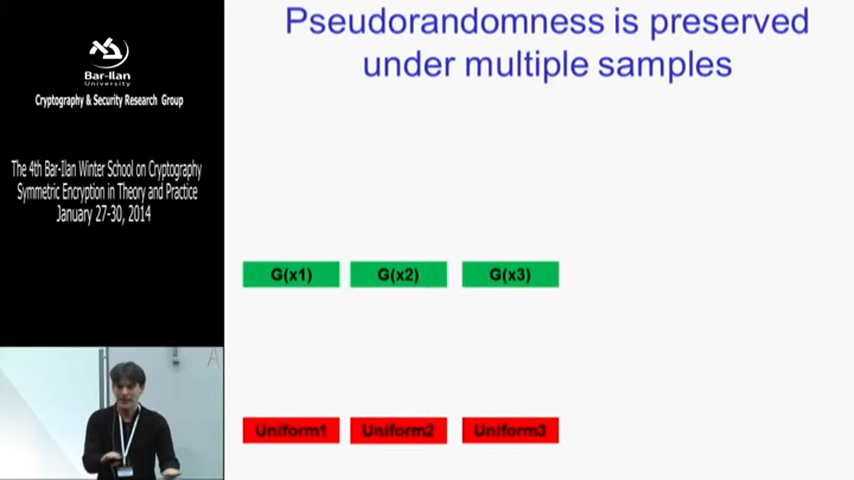 Bar-Ilan
University
Cryptography & Security Research Group
The 4th Bar-Ilan Winter School on Cryptography
Symmetric Encryption in Theory and Practice
January 27-30, 2014
Pseudorandomness is preserved
under multiple samples
G(x1) G(x2) G(x3)
Uniform1 Uniform2 Uniform3